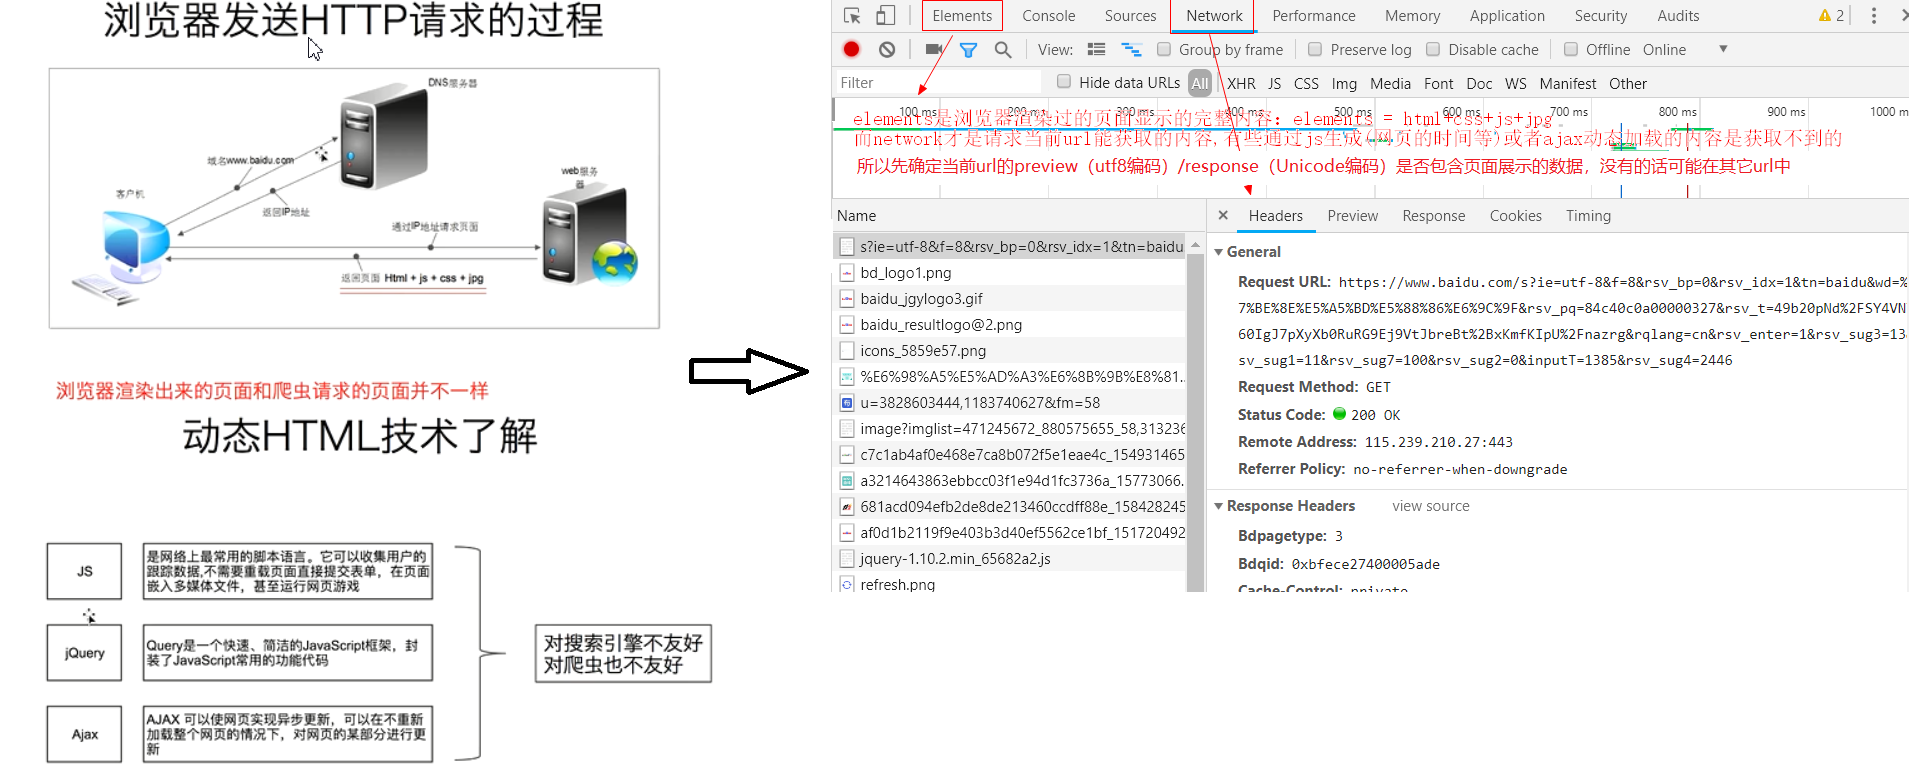 浏览器发送HTTP请求的过程
DNS服务器
域名www.baidu.com
web服务
器
客户机
返回IP地址
通过IP地址请求页面
返回页面 Html + js + css + jpg
浏览器渲染出来的页面和爬虫请求的页面并不一样
动态HTML技术了解
JS
是网络上最常用的脚本语言。它可以收集用户的
跟踪数据,不需要重载页面直接提交表单，在页面
嵌入多媒体文件，甚至运行网页游戏
jQuery
Query是一个快速、简洁的JavaScript框架，封
装了JavaScript常用的功能代码
Ajax
AJAX 可以使网页实现异步更新，可以在不重新
加载整个网页的情况下，对网页的某部分进行更
新
对搜索引擎不友好
对爬虫也不友好
Elements Console Sources Network Performance Memory Application Security Audits 2
View: Group by frame Preserve log Disable cache Offline Online
Filter Hide data URLs All XHR JS CSS Img Media Font Doc WS Manifest Other
100 ms 200 ms 300 ms 400 ms 500 ms 600 ms 700 ms 800 ms 900 ms 1000 m
elements是浏览器渲染过的页面显示的完整内容：elements = html+css+js+jpg
而network才是请求当前url能获取的内容,有些通过js生成(网页的时间等)或者ajax动态加载的内容是获取不到的
所以先确定当前url的preview（utf8编码）/response（Unicode编码）是否包含页面展示的数据，没有的话可能在其它url中
Name
s?ie=utf-8&f=8&rsv_bp=0&rsv_idx=1&tn=baidu
bd_logo1.png
baidu_jgylogo3.gif
baidu_resultlogo@2.png
icons_5859e57.png
%E6%98%A5%E5%AD%A3%E6%8B%9B%E8%81...
u=3828603444,1183740627&fm=58
image?imglist=471245672_880575655_58,313236
c7c1ab4af0e468e7ca8b072f5e1eae4c_154931465
a3214643863ebbcc03f1e94d1fc3736a_15773066...
681acd094efb2de8de213460ccdff88e_158428245
af0d1b2119f9e403b3d40ef5562ce1bf_151720492
jquery-1.10.2.min_65682a2.js
refresh.png
Headers Preview Response Cookies Timing
General
Request URL: https://www.baidu.com/s?ie=utf-8&f=8&rsv_bp=0&rsv_idx=1&tn=baidu&wd=%
7%BE%8E%E5%A5%BD%E5%88%86%E6%9C%9F&rsv_pq=84c40c0a00000327&rsv_t=49b20pNd%2FSY4VN
60IgJ7pXyXb0RuRG9Ej9VtJbreBt%2BxKmfKIpU%2Fnazrg&rqlang=cn&rsv_enter=1&rsv_sug3=13
sv_sug1=11&rsv_sug7=100&rsv_sug2=0&inputT=1385&rsv_sug4=2446
Request Method: GET
Status Code: 200 OK
Remote Address: 115.239.210.27:443
Referrer Policy: no-referrer-when-downgrade
Response Headers view source
Bdpagetype: 3
Bdqid: 0xbfece27400005ade
Cache-Control: private